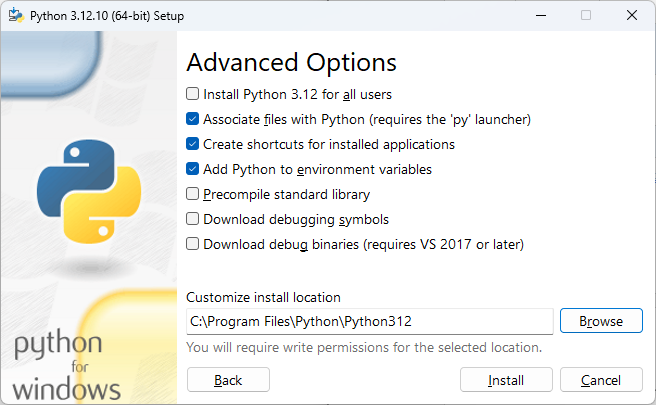 Python 3.12.10 (64-bit) Setup
Advanced Options
Install Python 3.12 for all users
Associate files with Python (requires the 'py' launcher)
Create shortcuts for installed applications
Add Python to environment variables
Precompile standard library
Download debugging symbols
Download debug binaries (requires VS 2017 or later)
Customize install location
C:\Program Files\Python\Python312
Browse
You will require write permissions for the selected location.
python
for
windows
Back
Install
Cancel